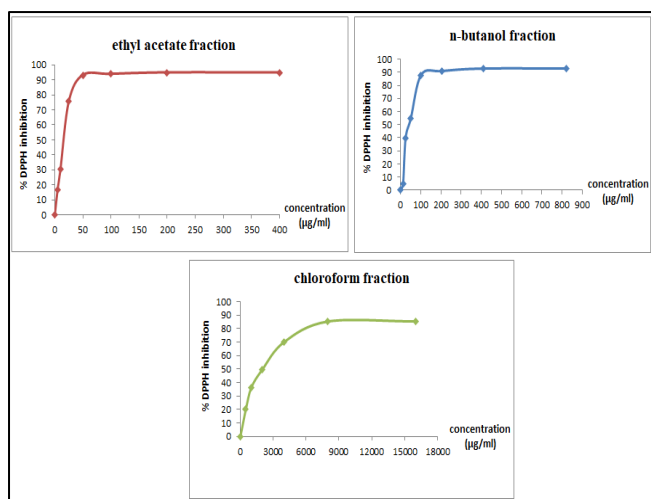 ethyl acetate fraction
% DPPH inhibition
100
90
80
70
60
50
40
30
20
10
0
0 50 100 150 200 250 300 350 400
concentration
(µg/ml)
n-butanol fraction
% DPPH inhibition
100
90
80
70
60
50
40
30
20
10
0
0 100 200 300 400 500 600 700 800 900
concentration
(µg/ml)
chloroform fraction
% DPPH inhibition
100
90
80
70
60
50
40
30
20
10
0
0 3000 6000 9000 12000 15000 18000
concentration
(µg/ml)